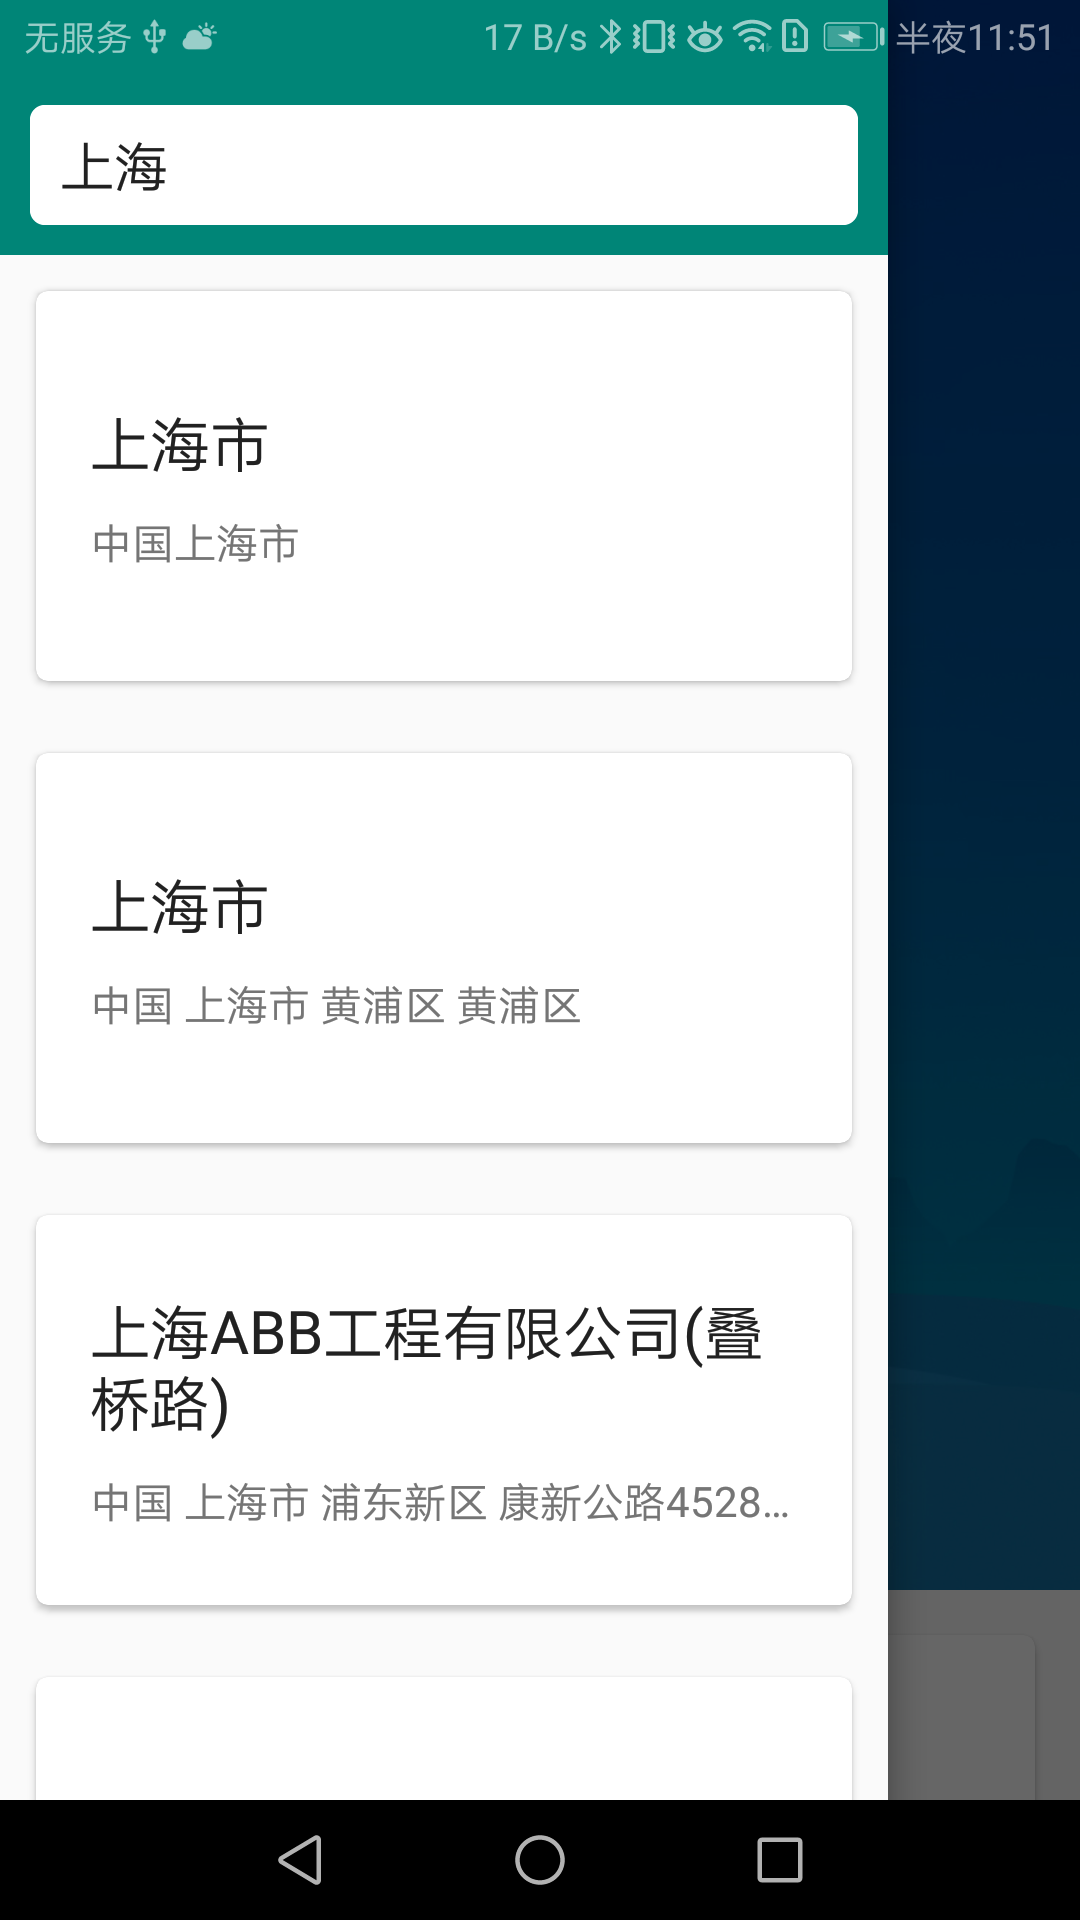 无服务 17 B/s 半夜11:51
上海
上海市
中国上海市
上海市
中国 上海市 黄浦区 黄浦区
上海ABB工程有限公司(叠
桥路)
中国 上海市 浦东新区 康新公路4528…